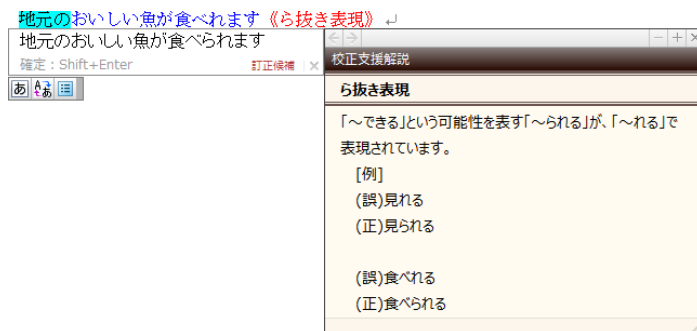 地元のおいしい魚が食べれます《ら抜き表現》↵
地元のおいしい魚が食べられます
確定：Shift+Enter 訂正候補 ×
あ
校正支援解説
ら抜き表現
「～できる」という可能性を表す「～られる」が、「～れる」で
表現されています。
[例]
(誤)見れる
(正)見られる
(誤)食べれる
(正)食べられる